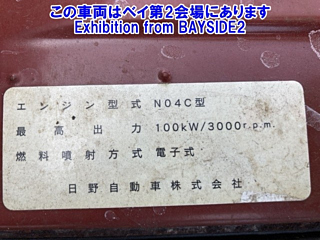 この車両はベイ第2会場にあります
Exhibition from BAYSIDE2
エンジン型式 N04C型
最高出力 100kW/3000r.p.m.
燃料噴射方式 電子式
日野自動車株式会社